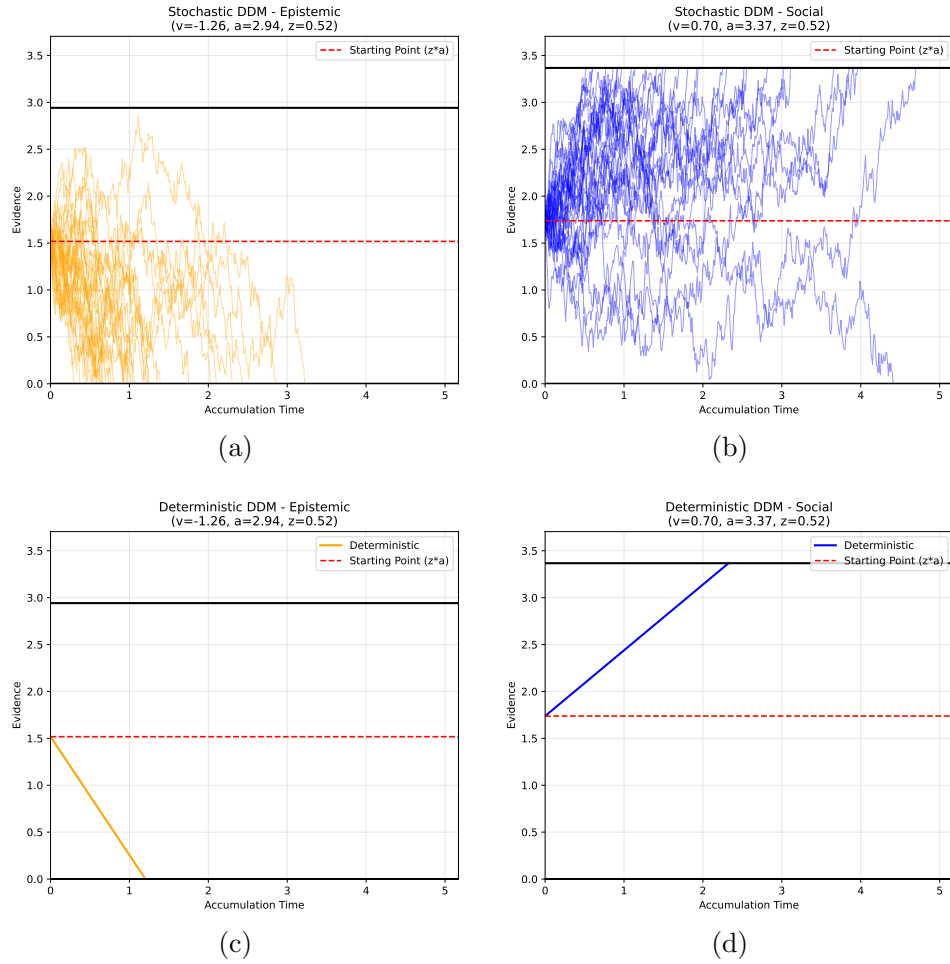 Stochastic DDM - Epistemic
(v=-1.26, a=2.94, z=0.52)
Starting Point (z*a)
3.5
3.0
2.5
2.0
1.5
1.0
0.5
0.0
Evidence
0 1 2 3 4 5
Accumulation Time
(a)
Stochastic DDM - Social
(v=0.70, a=3.37, z=0.52)
Starting Point (z*a)
3.5
3.0
2.5
2.0
1.5
1.0
0.5
0.0
Evidence
0 1 2 3 4 5
Accumulation Time
(b)
Deterministic DDM - Epistemic
(v=-1.26, a=2.94, z=0.52)
Deterministic
Starting Point (z*a)
3.5
3.0
2.5
2.0
1.5
1.0
0.5
0.0
Evidence
0 1 2 3 4 5
Accumulation Time
(c)
Deterministic DDM - Social
(v=0.70, a=3.37, z=0.52)
Deterministic
Starting Point (z*a)
3.5
3.0
2.5
2.0
1.5
1.0
0.5
0.0
Evidence
0 1 2 3 4 5
Accumulation Time
(d)